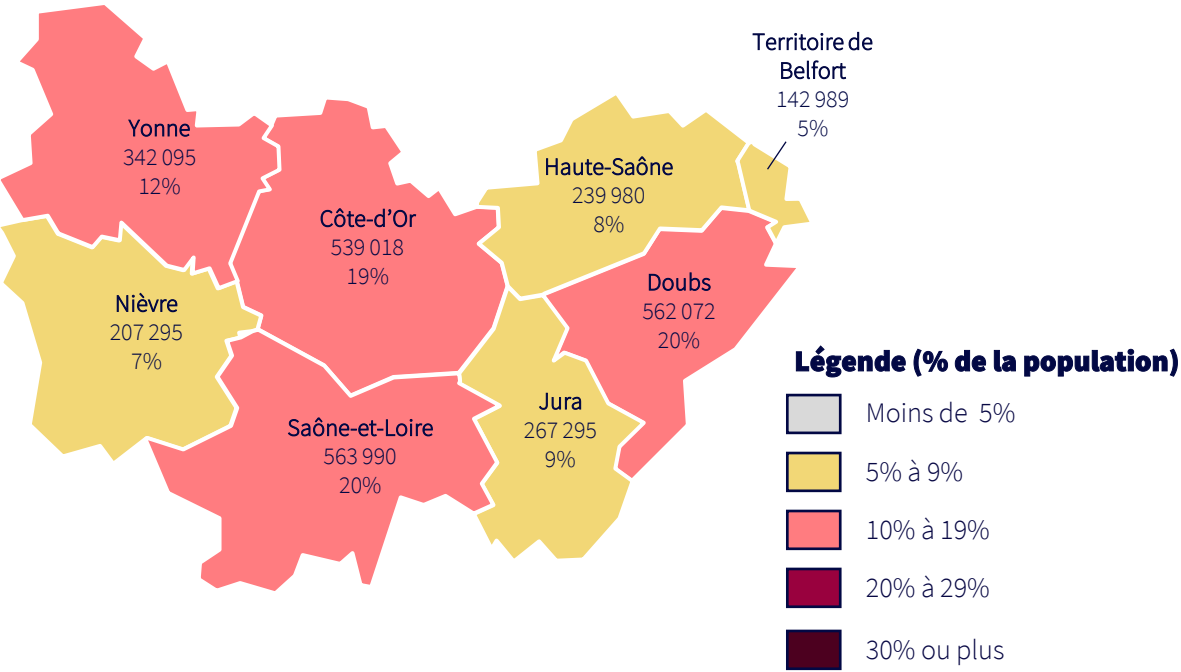 Territoire de
Belfort
142 989
5%
Yonne
342 095
12%
Haute-Saône
239 980
8%
Côte-d’Or
539 018
19%
Doubs
562 072
20%
Nièvre
207 295
7%
Jura
267 295
9%
Saône-et-Loire
563 990
20%
Légende (% de la population)
Moins de 5%
5% à 9%
10% à 19%
20% à 29%
30% ou plus